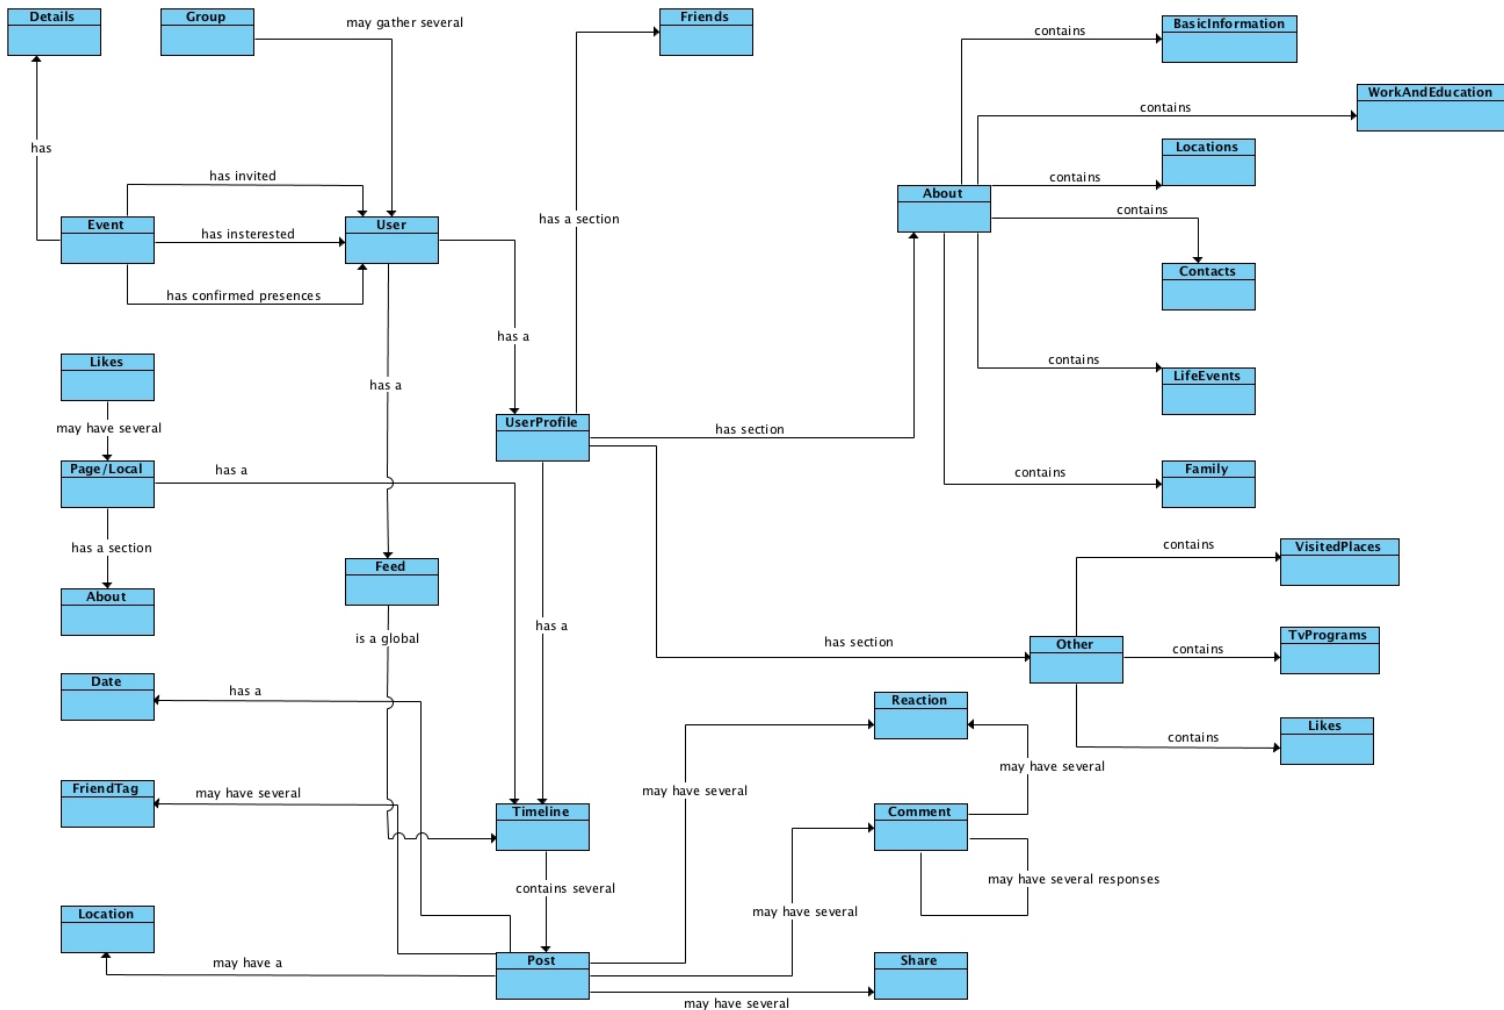 Details
Group
may gather several
Friends
BasicInformation
contains
WorkAndEducation
contains
has
Locations
contains
About
contains
has a section
has invited
Event
has insterested
User
Contacts
has confirmed presences
has a
Likes
contains
LifeEvents
may have several
has a
UserProfile
has section
Page/Local
has a
Family
contains
has a section
contains
VisitedPlaces
Feed
About
is a global
has a
has section
Other
contains
TvPrograms
Date
has a
Reaction
Likes
contains
may have several
FriendTag
may have several
may have several
Timeline
Comment
contains several
may have several responses
Location
may have several
may have a
Post
Share
may have several